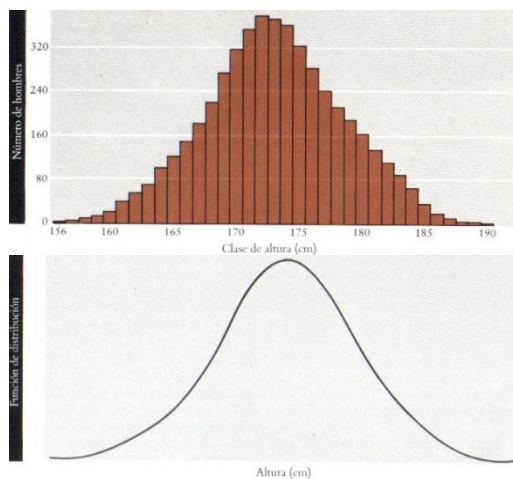 Número de hombres
320
240
160
80
0
156 160 165 170 175 180 185 190
Clase de altura (cm)
Función de distribución
Altura (cm)